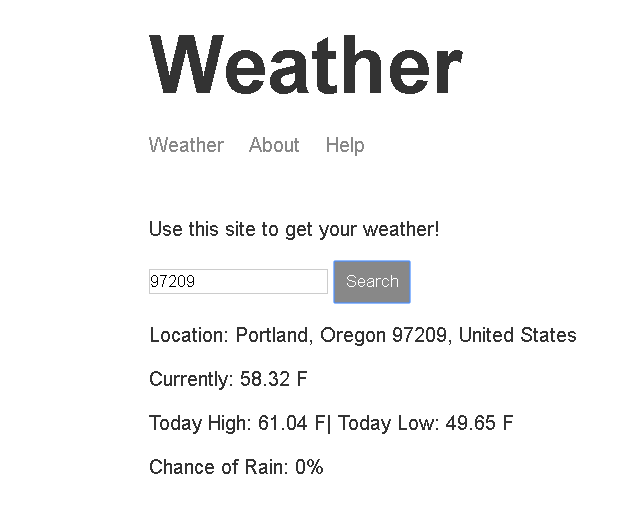 Weather
Weather About Help
Use this site to get your weather!
97209 Search
Location: Portland, Oregon 97209, United States
Currently: 58.32 F
Today High: 61.04 F| Today Low: 49.65 F
Chance of Rain: 0%